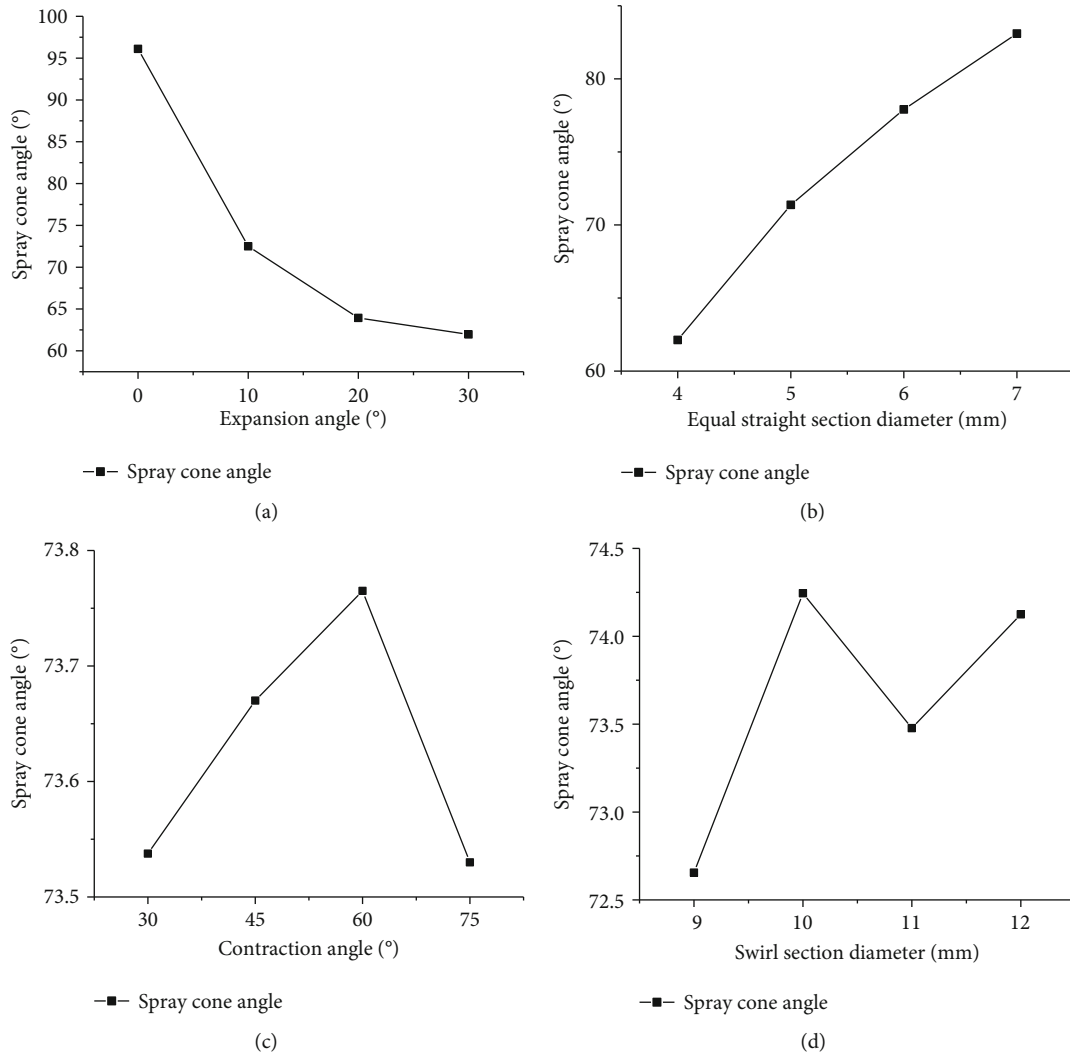 100
95
90
85
80
75
70
65
60
Spray cone angle (°)
0 10 20 30
Expansion angle (°)
Spray cone angle
(a)
80
70
60
Spray cone angle (°)
4 5 6 7
Equal straight section diameter (mm)
Spray cone angle
(b)
73.8
73.7
73.6
73.5
Spray cone angle (°)
30 45 60 75
Contraction angle (°)
Spray cone angle
(c)
74.5
74.0
73.5
73.0
72.5
Spray cone angle (°)
9 10 11 12
Swirl section diameter (mm)
Spray cone angle
(d)